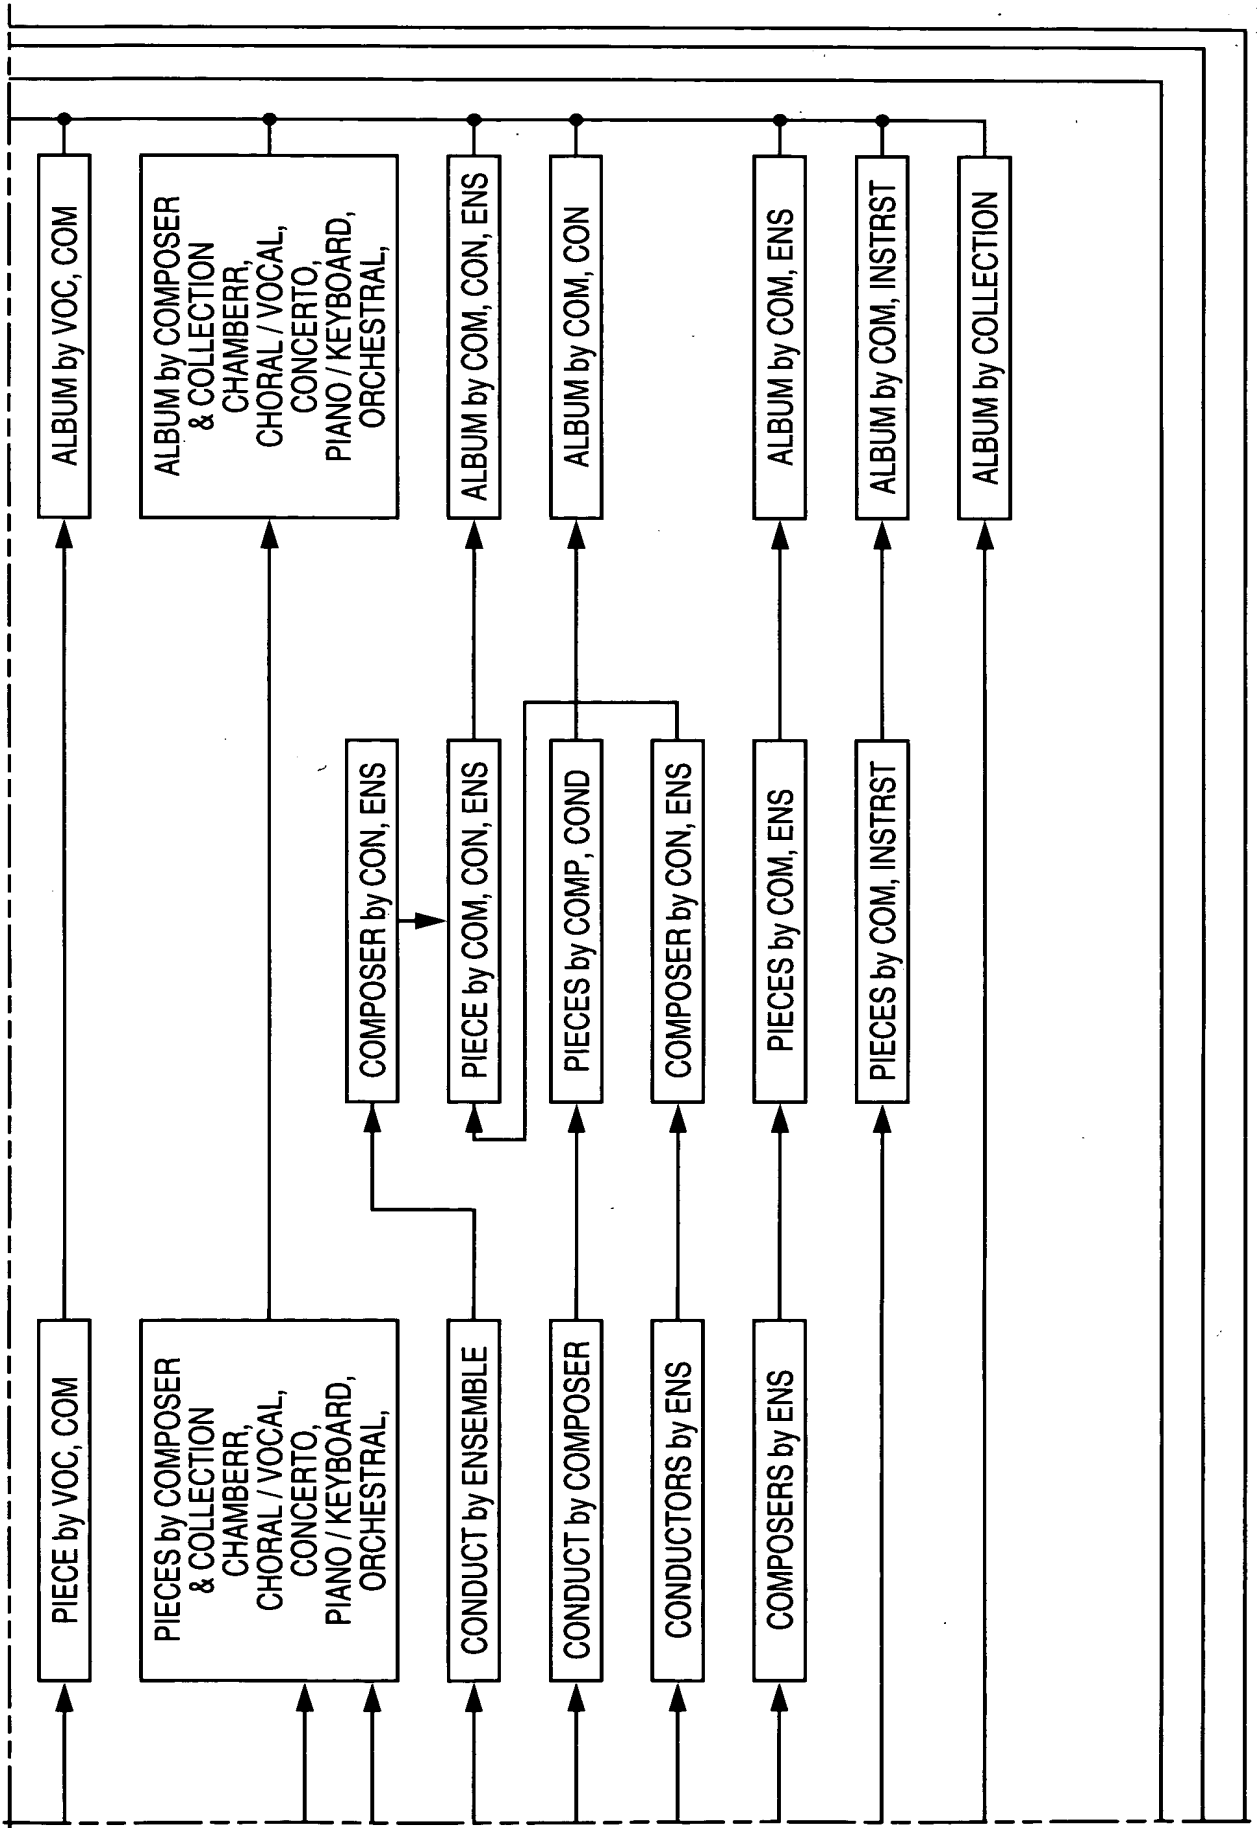 PIECE by VOC, COM
ALBUM by VOC, COM
PIECES by COMPOSER
& COLLECTION
CHAMBERR,
CHORAL / VOCAL,
CONCERTO,
PIANO / KEYBOARD,
ORCHESTRAL,
ALBUM by COMPOSER
& COLLECTION
CHAMBERR,
CHORAL / VOCAL,
CONCERTO,
PIANO / KEYBOARD,
ORCHESTRAL,
COMPOSER by CON, ENS
CONDUCT by ENSEMBLE
PIECE by COM, CON, ENS
ALBUM by COM, CON, ENS
CONDUCT by COMPOSER
PIECES by COMP, COND
ALBUM by COM, CON
CONDUCTORS by ENS
COMPOSER by CON, ENS
COMPOSERS by ENS
PIECES by COM, ENS
ALBUM by COM, ENS
PIECES by COM, INSTRST
ALBUM by COM, INSTRST
ALBUM by COLLECTION